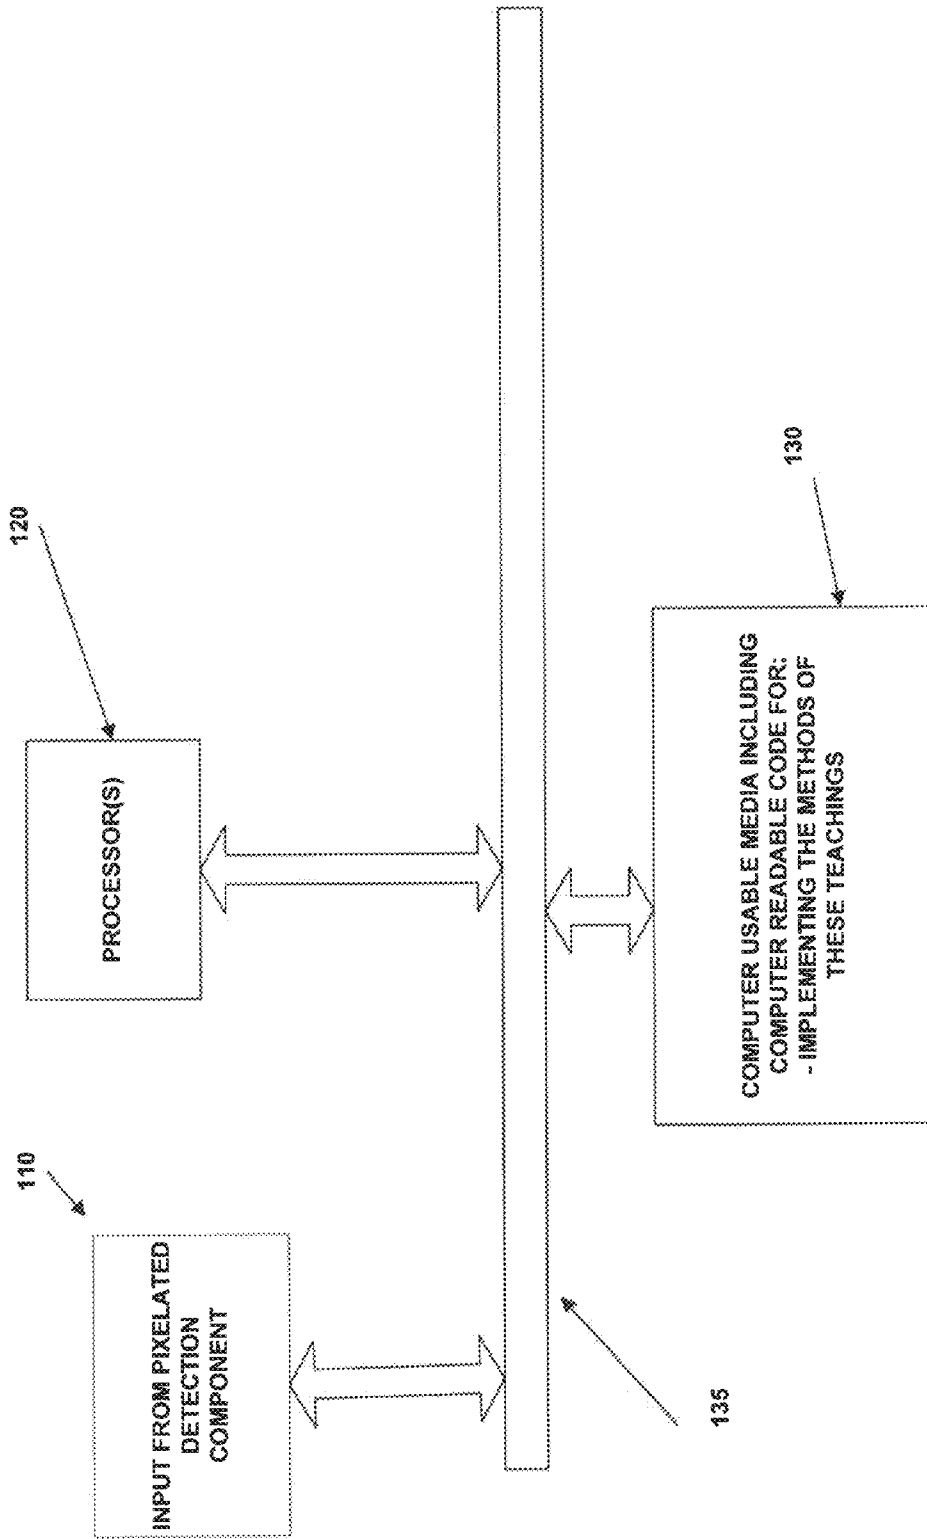 110
INPUT FROM PIXELATED
DETECTION
COMPONENT
120
PROCESSOR(S)
135
130
COMPUTER USABLE MEDIA INCLUDING
COMPUTER READABLE CODE FOR:
- IMPLEMENTING THE METHODS OF
THESE TEACHINGS